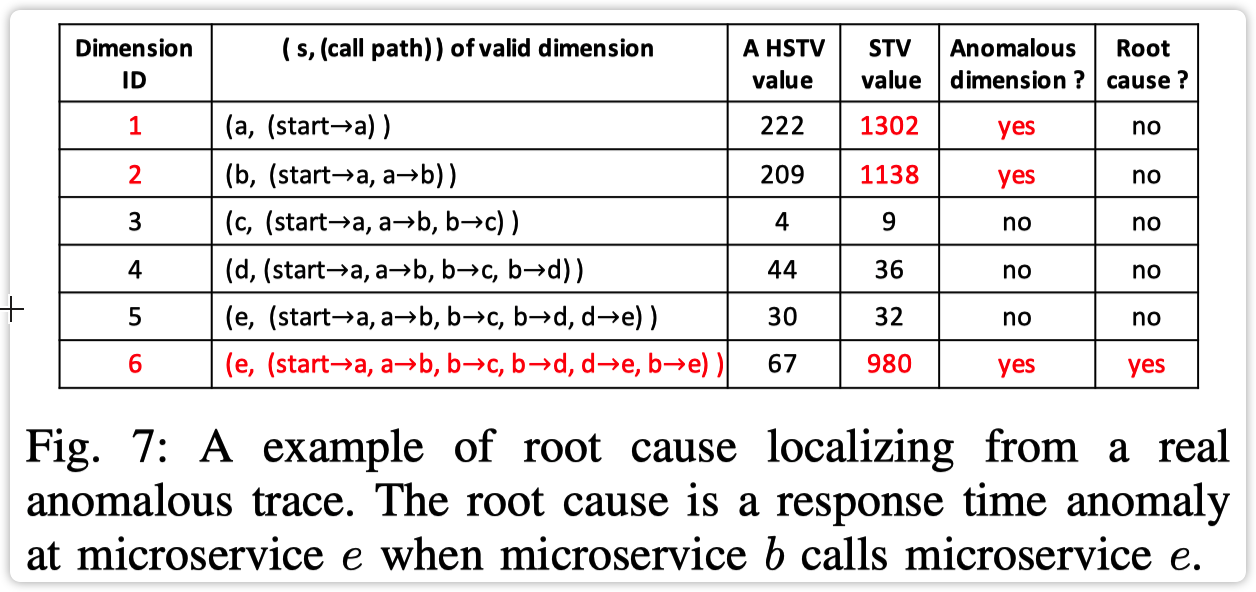 Dimension ID | ( s, (call path)) of valid dimension | A HSTV value | STV value | Anomalous dimension ? | Root cause ?
1 | (a, (start→a) ) | 222 | 1302 | yes | no
2 | (b, (start→a, a→b)) | 209 | 1138 | yes | no
3 | (c, (start→a, a→b, b→c) ) | 4 | 9 | no | no
4 | (d, (start→a, a→b, b→c, b→d)) | 44 | 36 | no | no
5 | (e, (start→a, a→b, b→c, b→d, d→e) ) | 30 | 32 | no | no
6 | (e, (start→a, a→b, b→c, b→d, d→e, b→e) ) | 67 | 980 | yes | yes
Fig. 7: A example of root cause localizing from a real
anomalous trace. The root cause is a response time anomaly
at microservice e when microservice b calls microservice e.